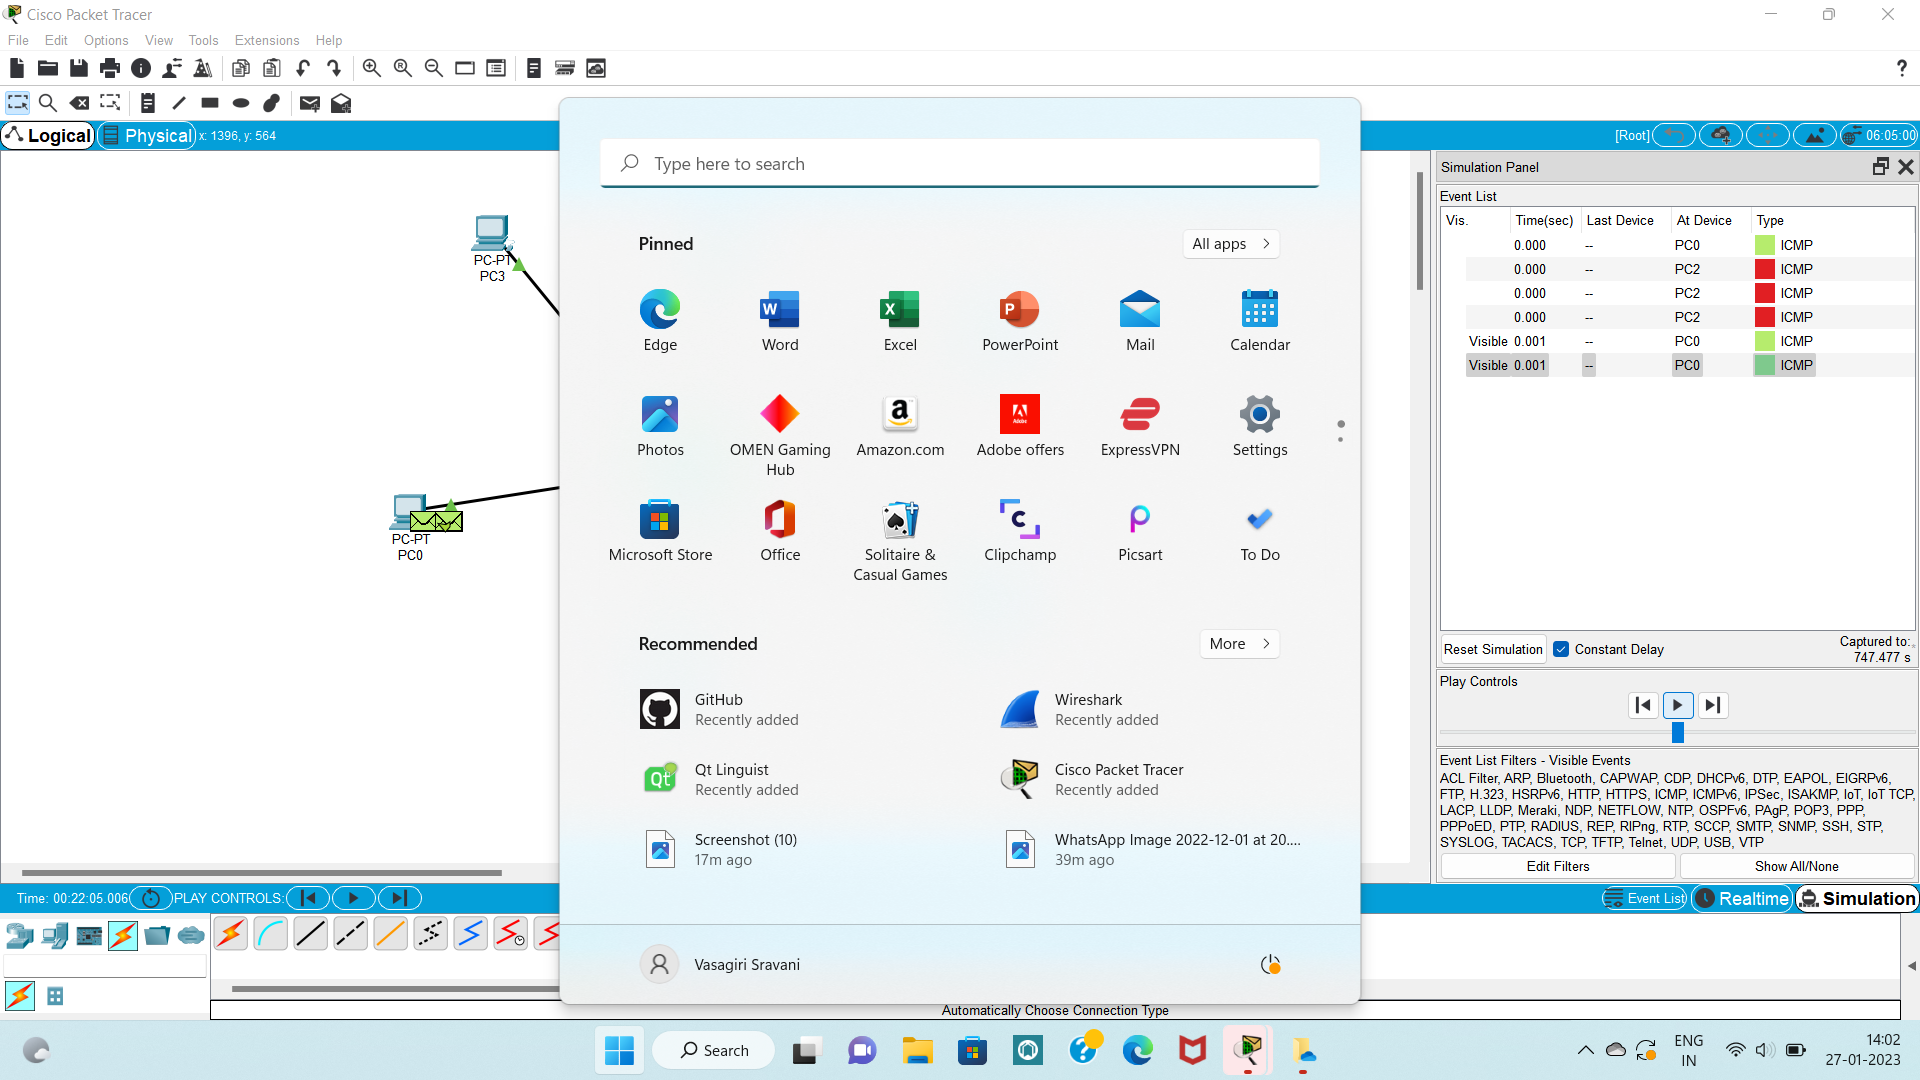 Cisco Packet Tracer
File Edit Options View Tools Extensions Help
Logical Physical x: 1396, y: 564
[Root] 06:05:00
PC-PT
PC3
PC-PT
PC0
Type here to search
Pinned
All apps
Edge
Word
Excel
PowerPoint
Mail
Calendar
Photos
OMEN Gaming
Hub
Amazon.com
Adobe
Adobe offers
ExpressVPN
Settings
Microsoft Store
Office
Solitaire &
Casual Games
Clipchamp
Picsart
To Do
Recommended
More
GitHub
Recently added
Wireshark
Recently added
Qt
Qt Linguist
Recently added
Cisco Packet Tracer
Recently added
Screenshot (10)
17m ago
WhatsApp Image 2022-12-01 at 20....
39m ago
Vasagiri Sravani
Simulation Panel
Event List
Vis. Time(sec) Last Device At Device Type
0.000 -- PC0 ICMP
0.000 -- PC2 ICMP
0.000 -- PC2 ICMP
0.000 -- PC2 ICMP
Visible 0.001 -- PC0 ICMP
Visible 0.001 -- PC0 ICMP
Reset Simulation Constant Delay
Captured to:
747.477 s
Play Controls
Event List Filters - Visible Events
ACL Filter, ARP, Bluetooth, CAPWAP, CDP, DHCPv6, DTP, EAPOL, EIGRPv6,
FTP, H.323, HSRPv6, HTTP, HTTPS, ICMP, ICMPv6, IPSec, ISAKMP, IoT, IoT TCP,
LACP, LLDP, Meraki, NDP, NETFLOW, NTP, OSPFv6, PAgP, POP3, PPP,
PPPoED, PTP, RADIUS, REP, RIPng, RTP, SCCP, SMTP, SNMP, SSH, STP,
SYSLOG, TACACS, TCP, TFTP, Telnet, UDP, USB, VTP
Edit Filters
Show All/None
Time: 00:22:05.006 PLAY CONTROLS:
Event List Realtime Simulation
Automatically Choose Connection Type
Search
ENG
IN
14:02
27-01-2023